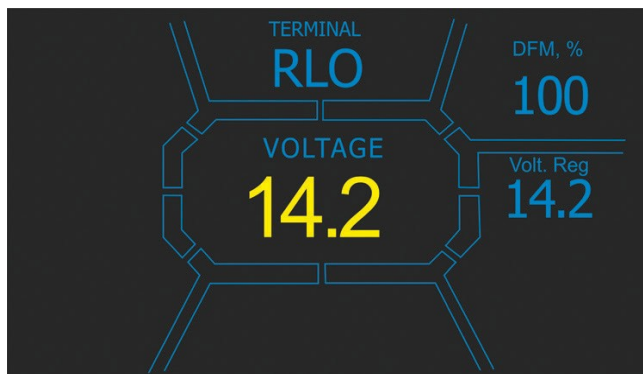 TERMINAL
RLO
DFM, %
100
VOLTAGE
14.2
Volt. Reg
14.2